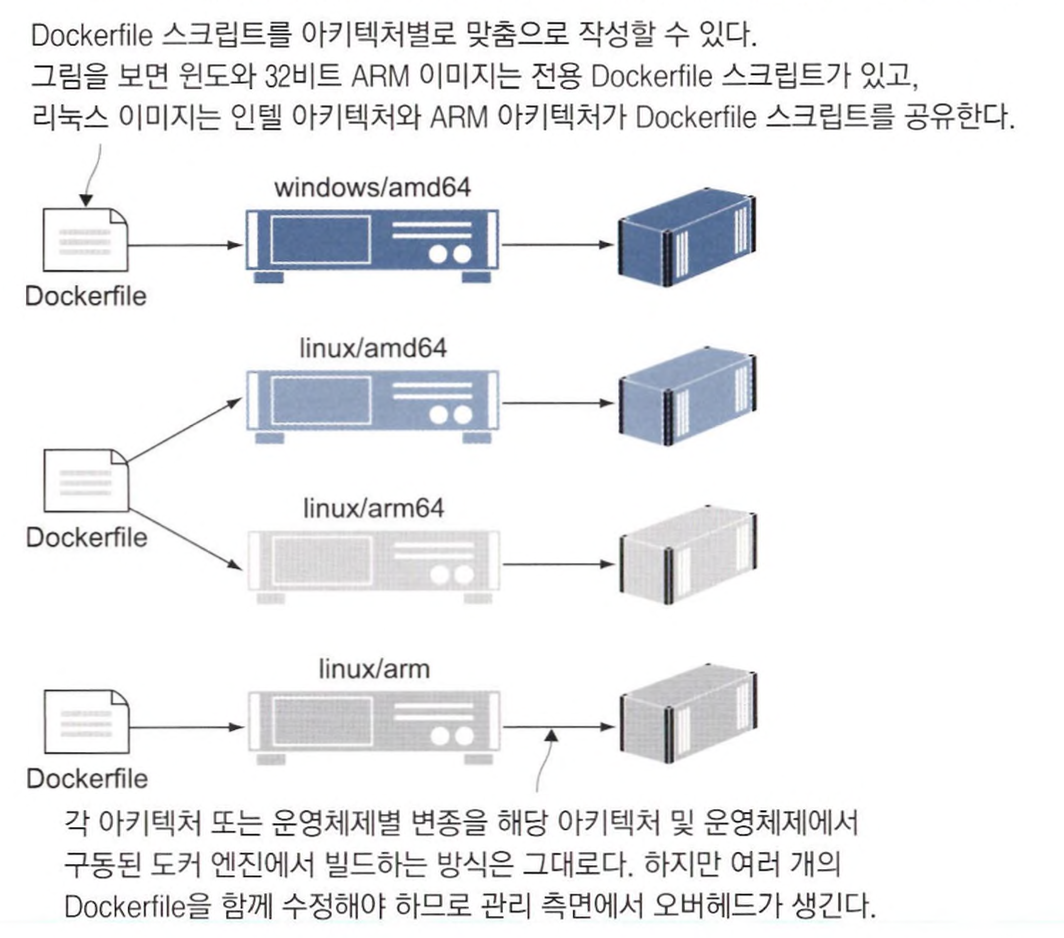 Dockerfile 스크립트를 아키텍처별로 맞춤으로 작성할 수 있다.
그림을 보면 윈도와 32비트 ARM 이미지는 전용 Dockerfile 스크립트가 있고,
리눅스 이미지는 인텔 아키텍처와 ARM 아키텍처가 Dockerfile 스크립트를 공유한다.
windows/amd64
Dockerfile
linux/amd64
linux/arm64
Dockerfile
linux/arm
Dockerfile
각 아키텍처 또는 운영체제별 변종을 해당 아키텍처 및 운영체제에서
구동된 도커 엔진에서 빌드하는 방식은 그대로다. 하지만 여러 개의
Dockerfile을 함께 수정해야 하므로 관리 측면에서 오버헤드가 생긴다.